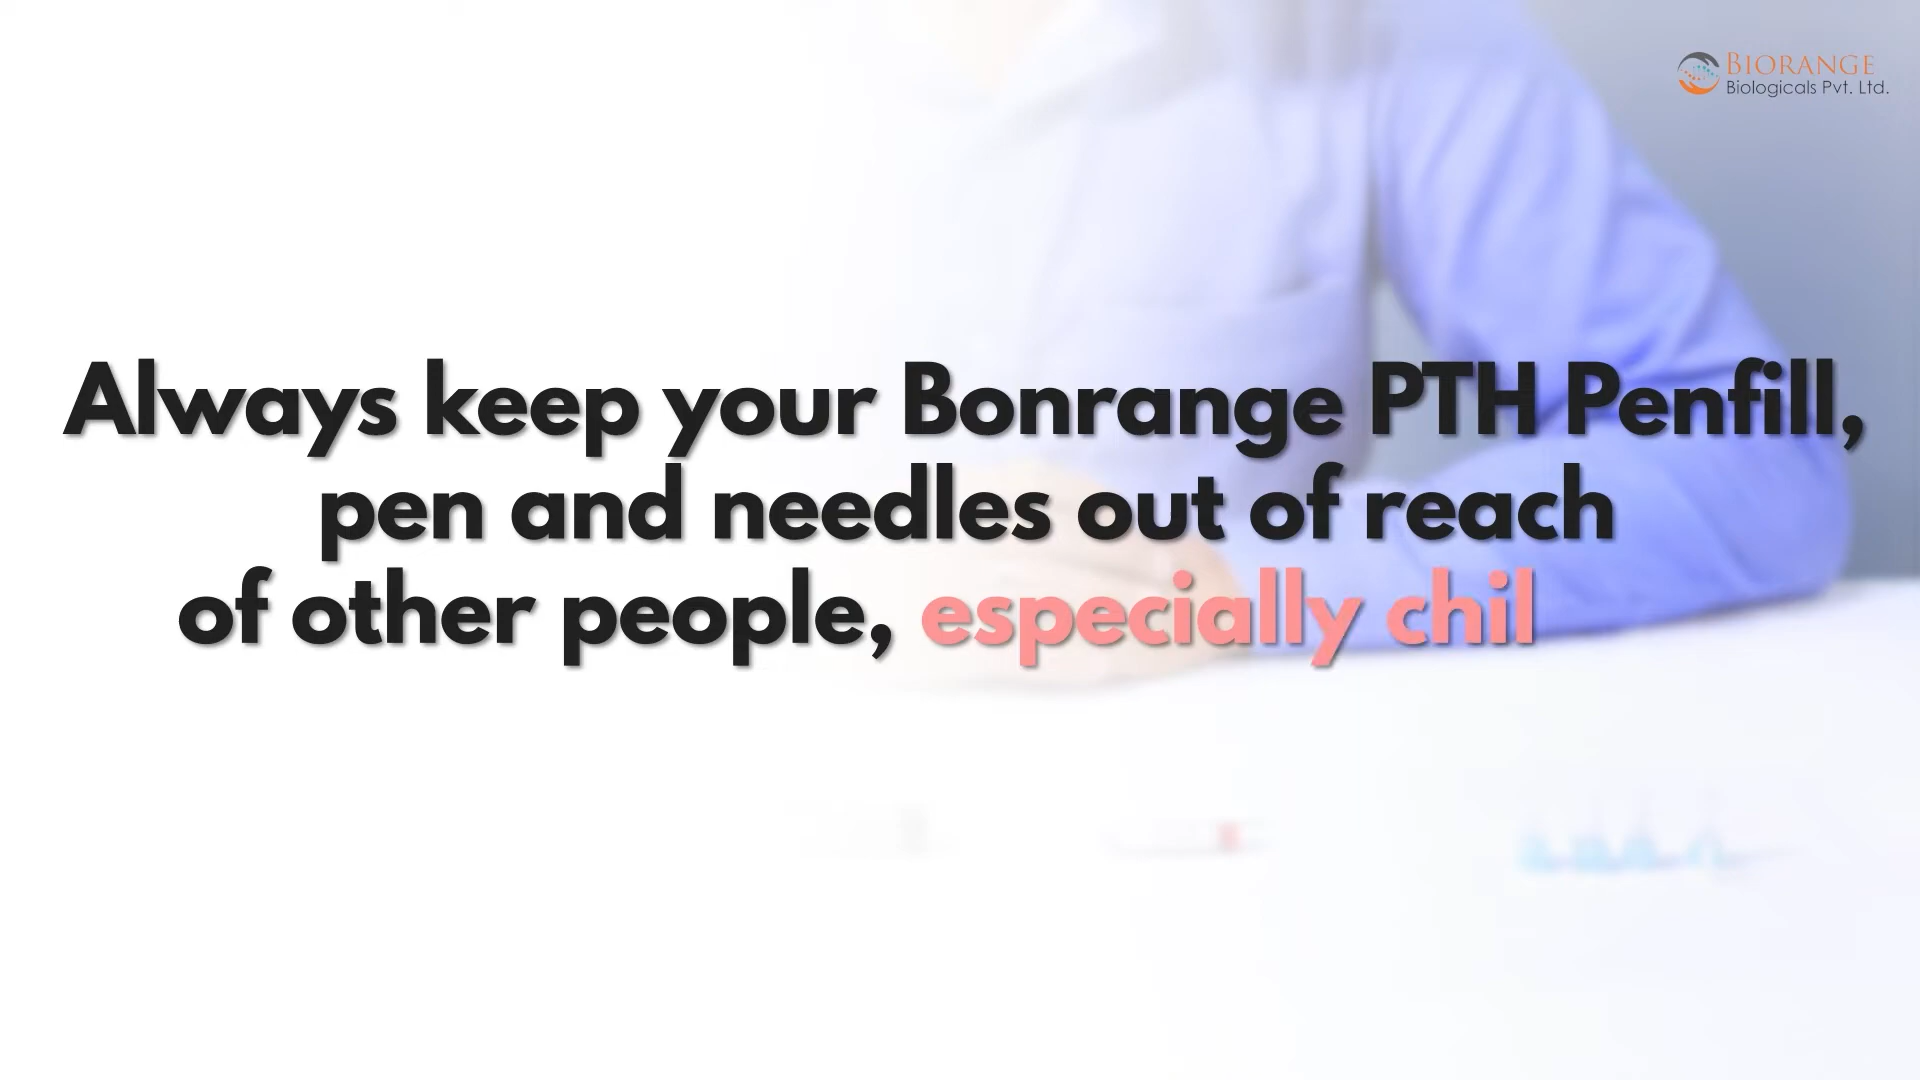 BIORANGE
Biologicals Pvt. Ltd.
Always keep your Bonrange PTH Penfill,
pen and needles out of reach
of other people, especially chil